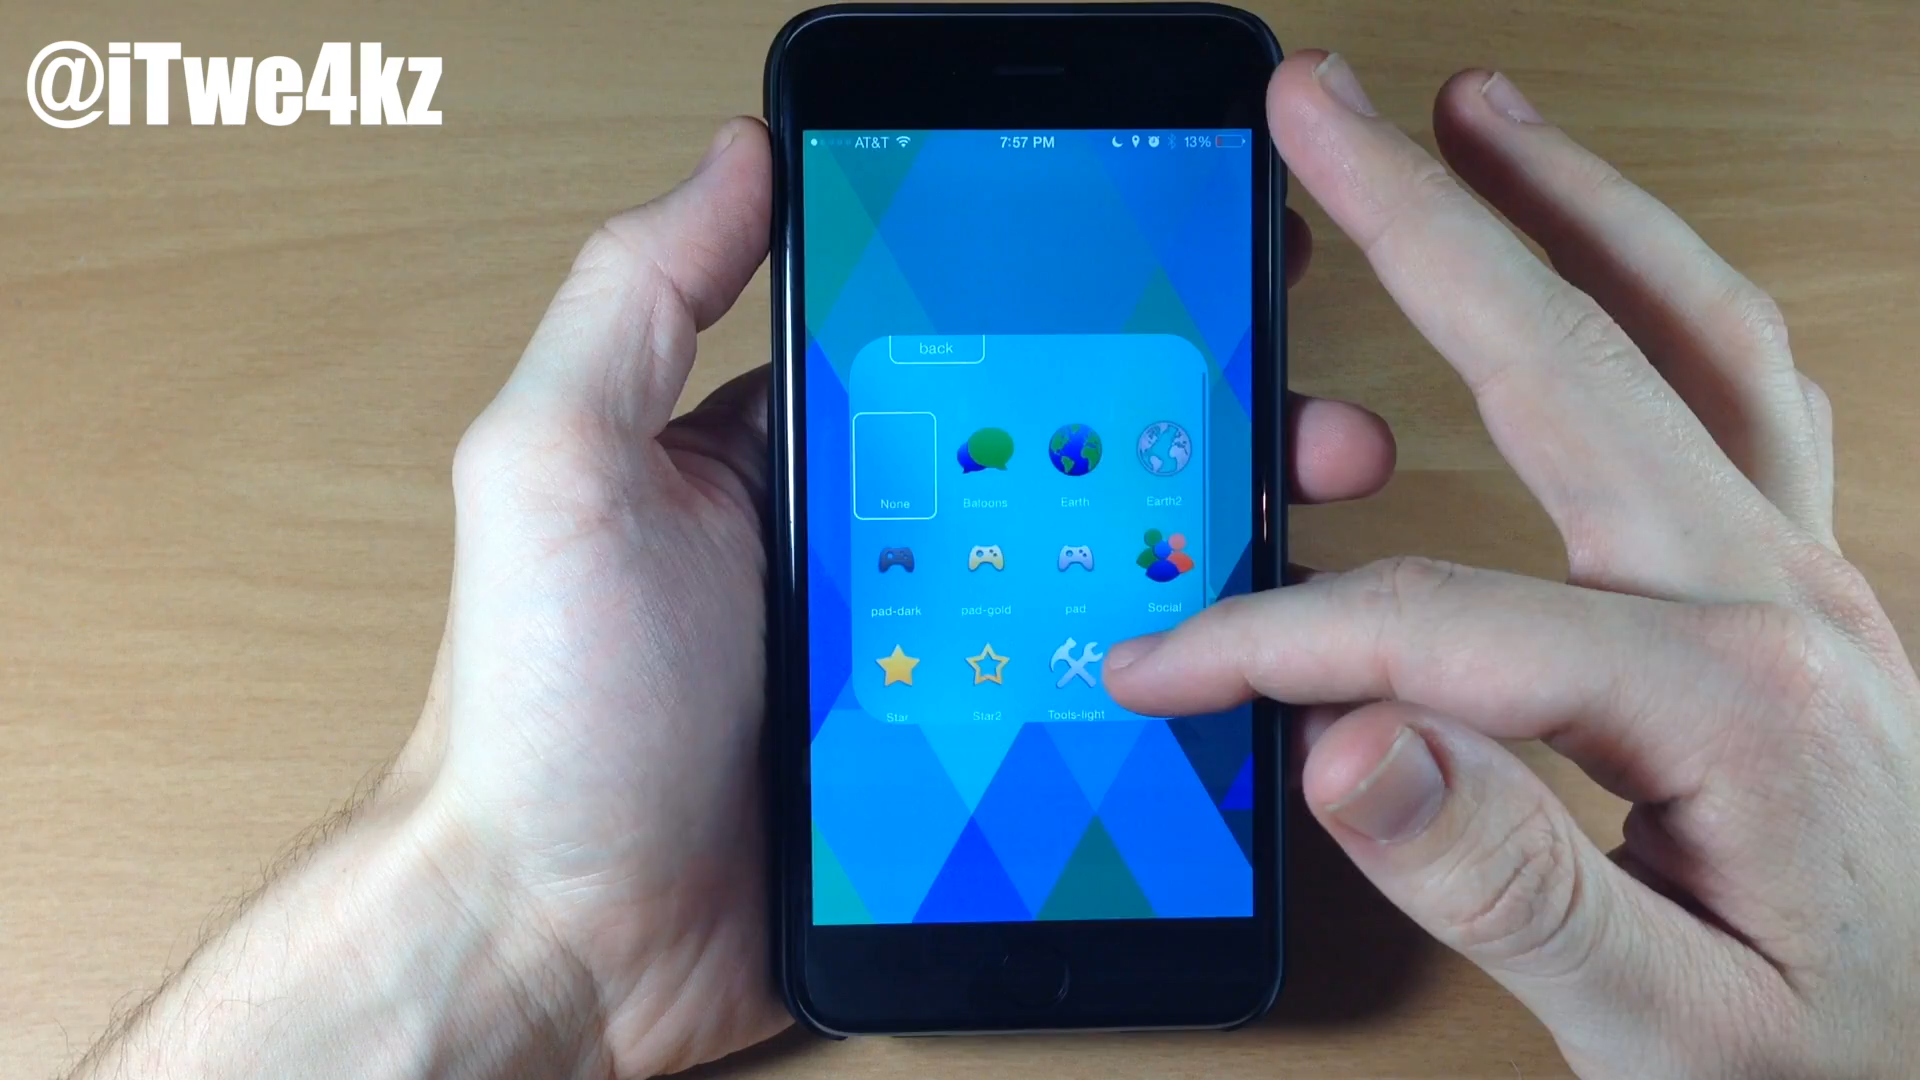 @iTwe4kz
AT&T 7:57 PM 13%
back
None Baloons Earth Earth2
pad-dark pad-gold pad Social
Star Star2 Tools-light